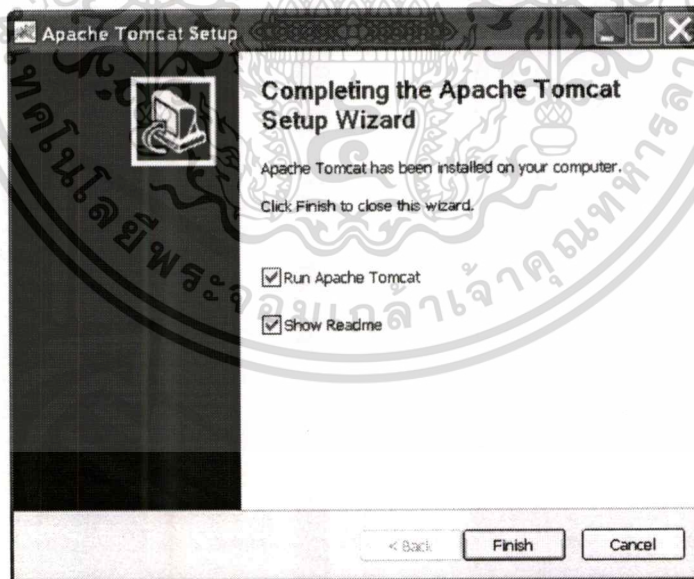 Apache Tomcat Setup
Completing the Apache Tomcat
Setup Wizard
Apache Tomcat has been installed on your computer.
Click Finish to close this wizard.
Run Apache Tomcat
Show Readme
< Back
Finish
Cancel